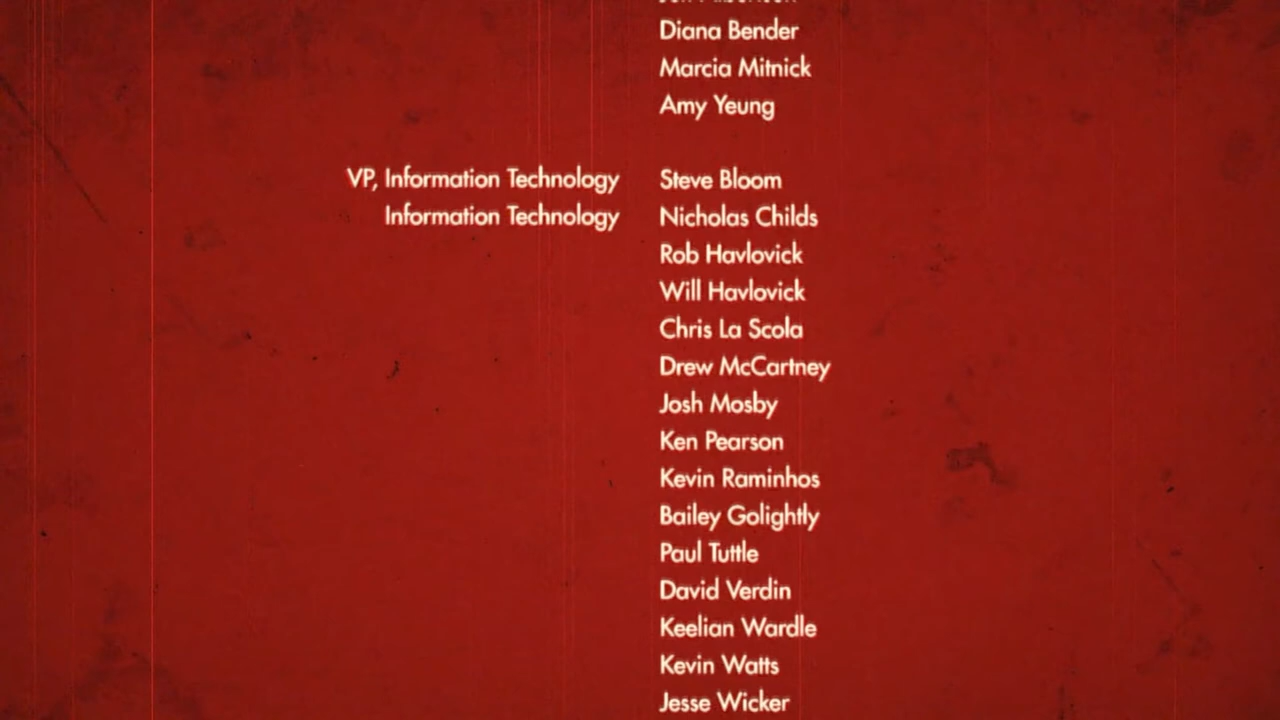 Diana Bender
Marcia Mitnick
Amy Yeung
VP, Information Technology Steve Bloom
Information Technology Nicholas Childs
Rob Havlovick
Will Havlovick
Chris La Scola
Drew McCartney
Josh Mosby
Ken Pearson
Kevin Raminhos
Bailey Golightly
Paul Tuttle
David Verdin
Keelian Wardle
Kevin Watts
Jesse Wicker